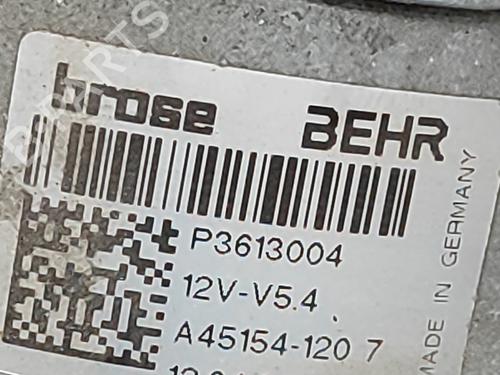 brose BEHR
P3613004
12V-V5.4
A45154-120 7
MADE IN GERMANY